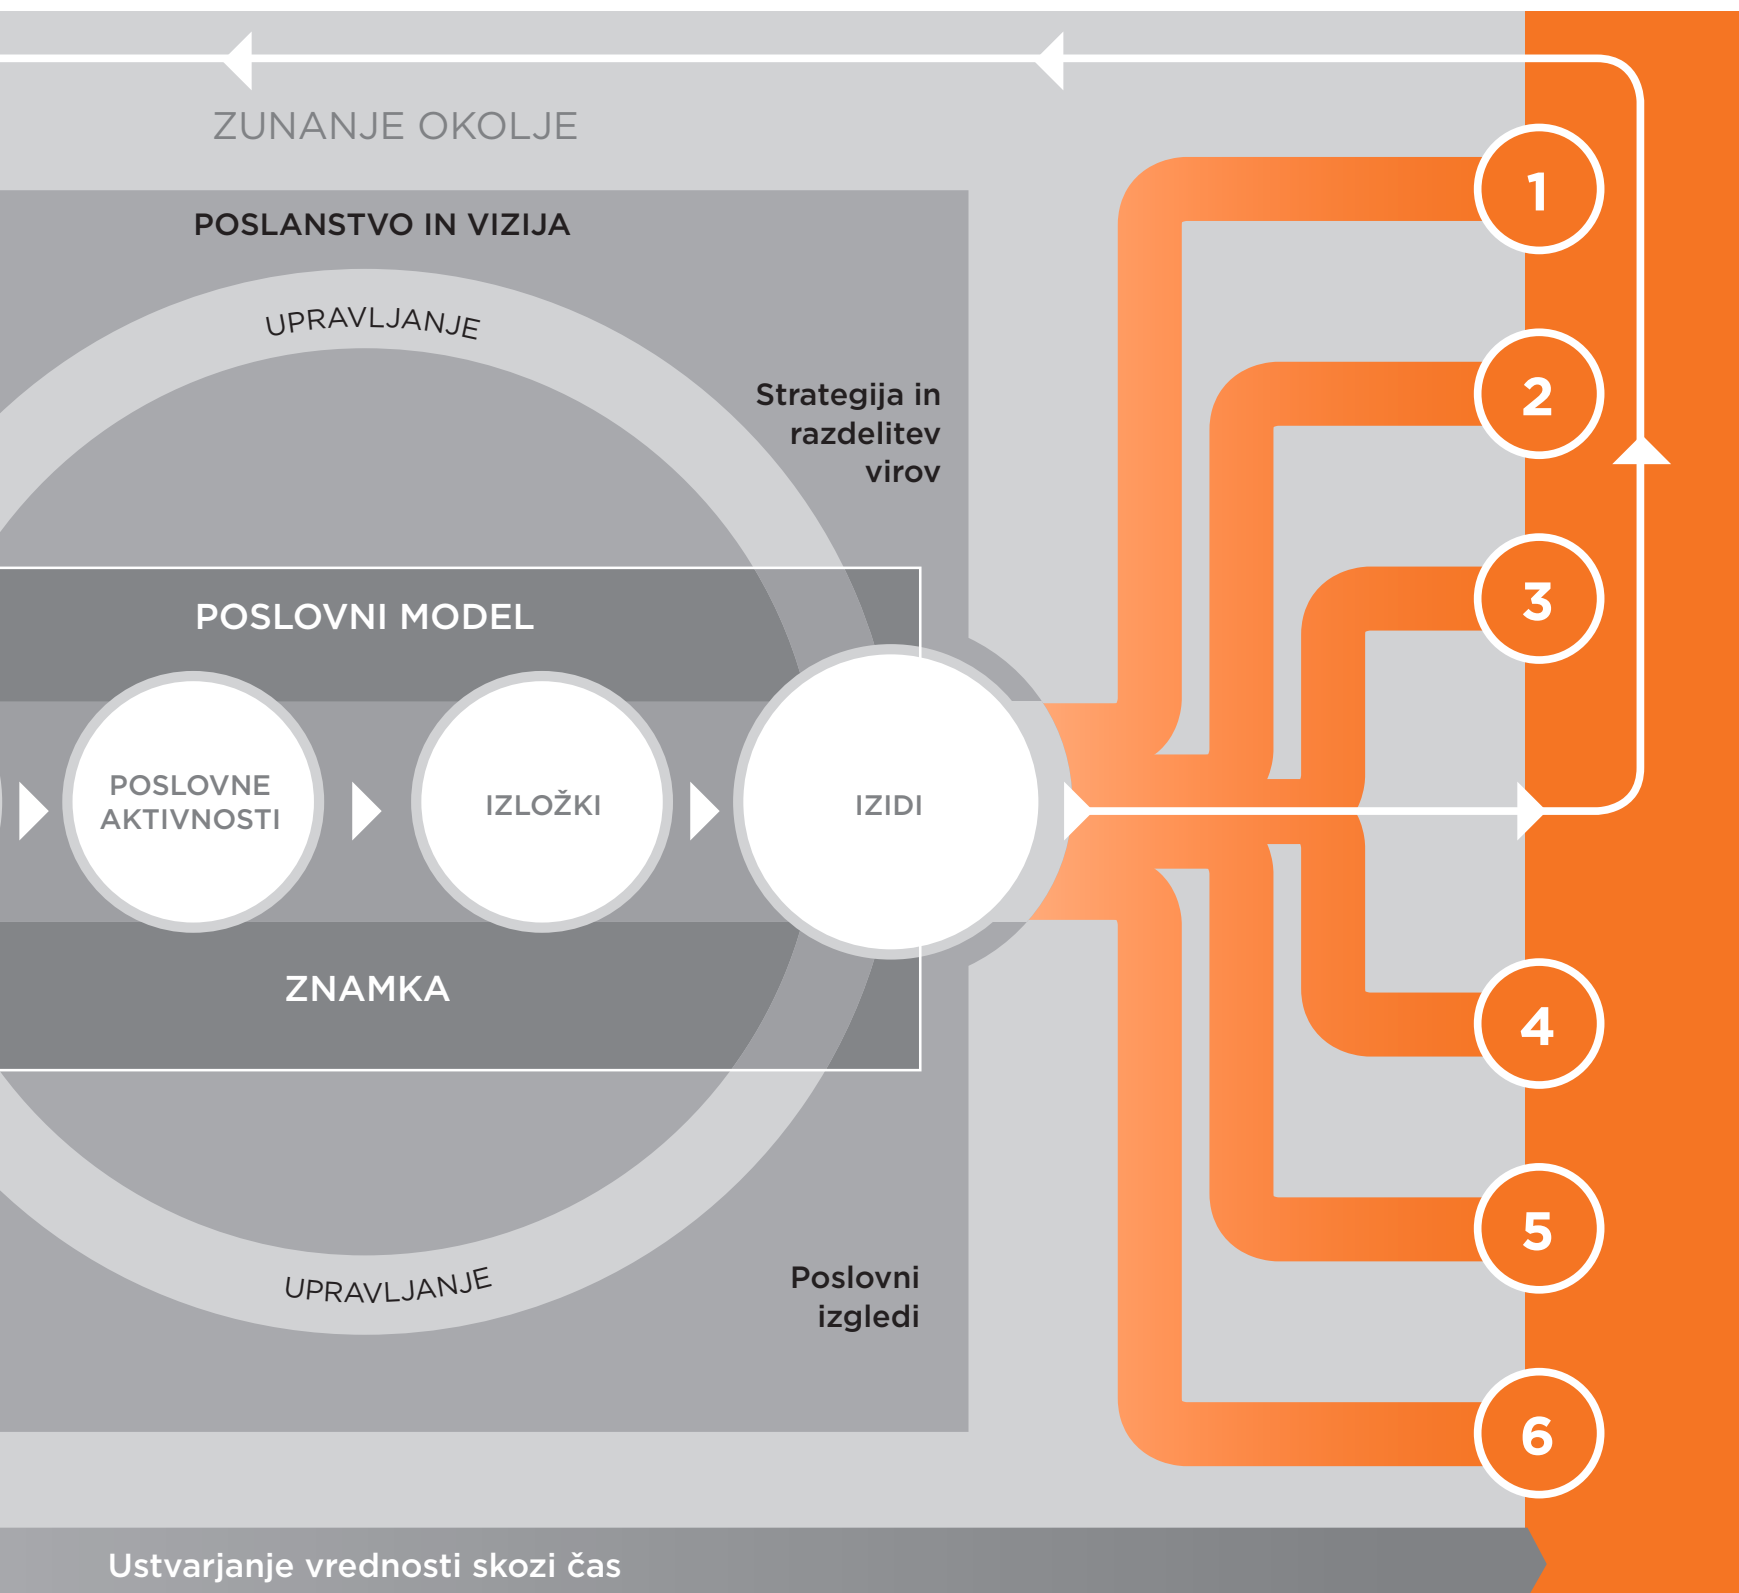 ZUNANJE OKOLJE
POSLANSTVO IN VIZIJA
UPRAVLJANJE
Strategija in
razdelitev
virov
POSLOVNI MODEL
POSLOVNE
AKTIVNOSTI
IZLOŽKI
IZIDI
ZNAMKA
UPRAVLJANJE
Poslovni
izgledi
1
2
3
4
5
6
Ustvarjanje vrednosti skozi čas